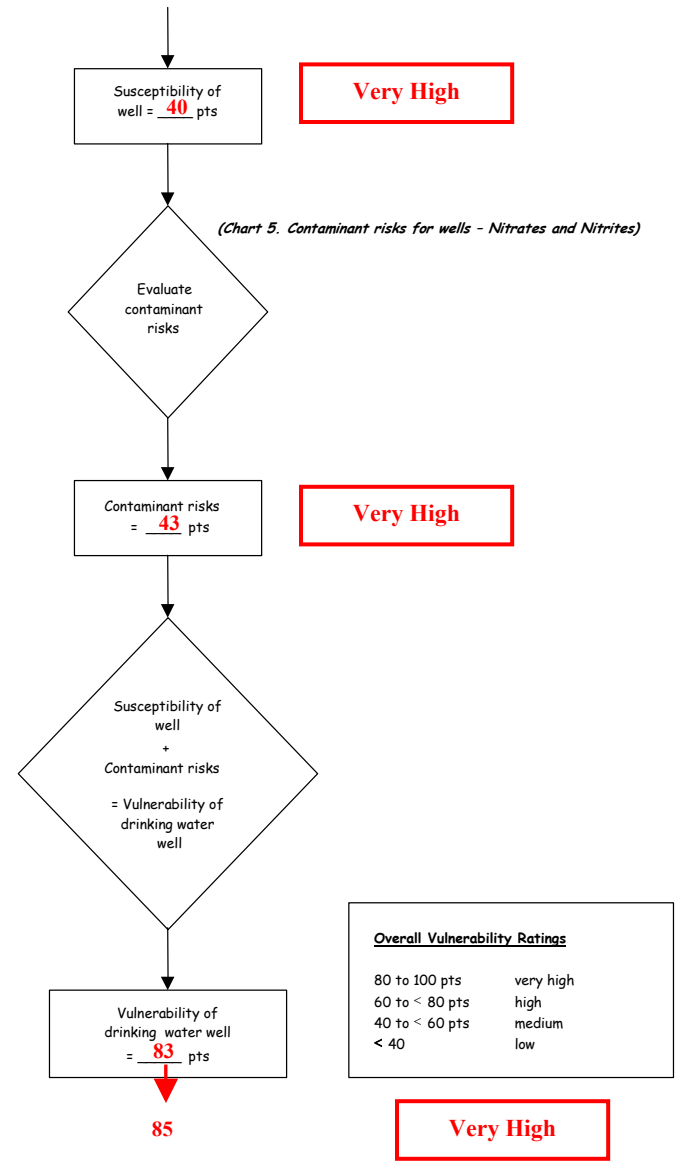 Susceptibility of
well = 40 pts
Very High
(Chart 5. Contaminant risks for wells – Nitrates and Nitrites)
Evaluate
contaminant
risks
Contaminant risks
= 43 pts
Very High
Susceptibility of
well
+
Contaminant risks
= Vulnerability of
drinking water
well
Overall Vulnerability Ratings
80 to 100 pts very high
60 to < 80 pts high
40 to < 60 pts medium
< 40 low
Vulnerability of
drinking water well
= 83 pts
85
Very High